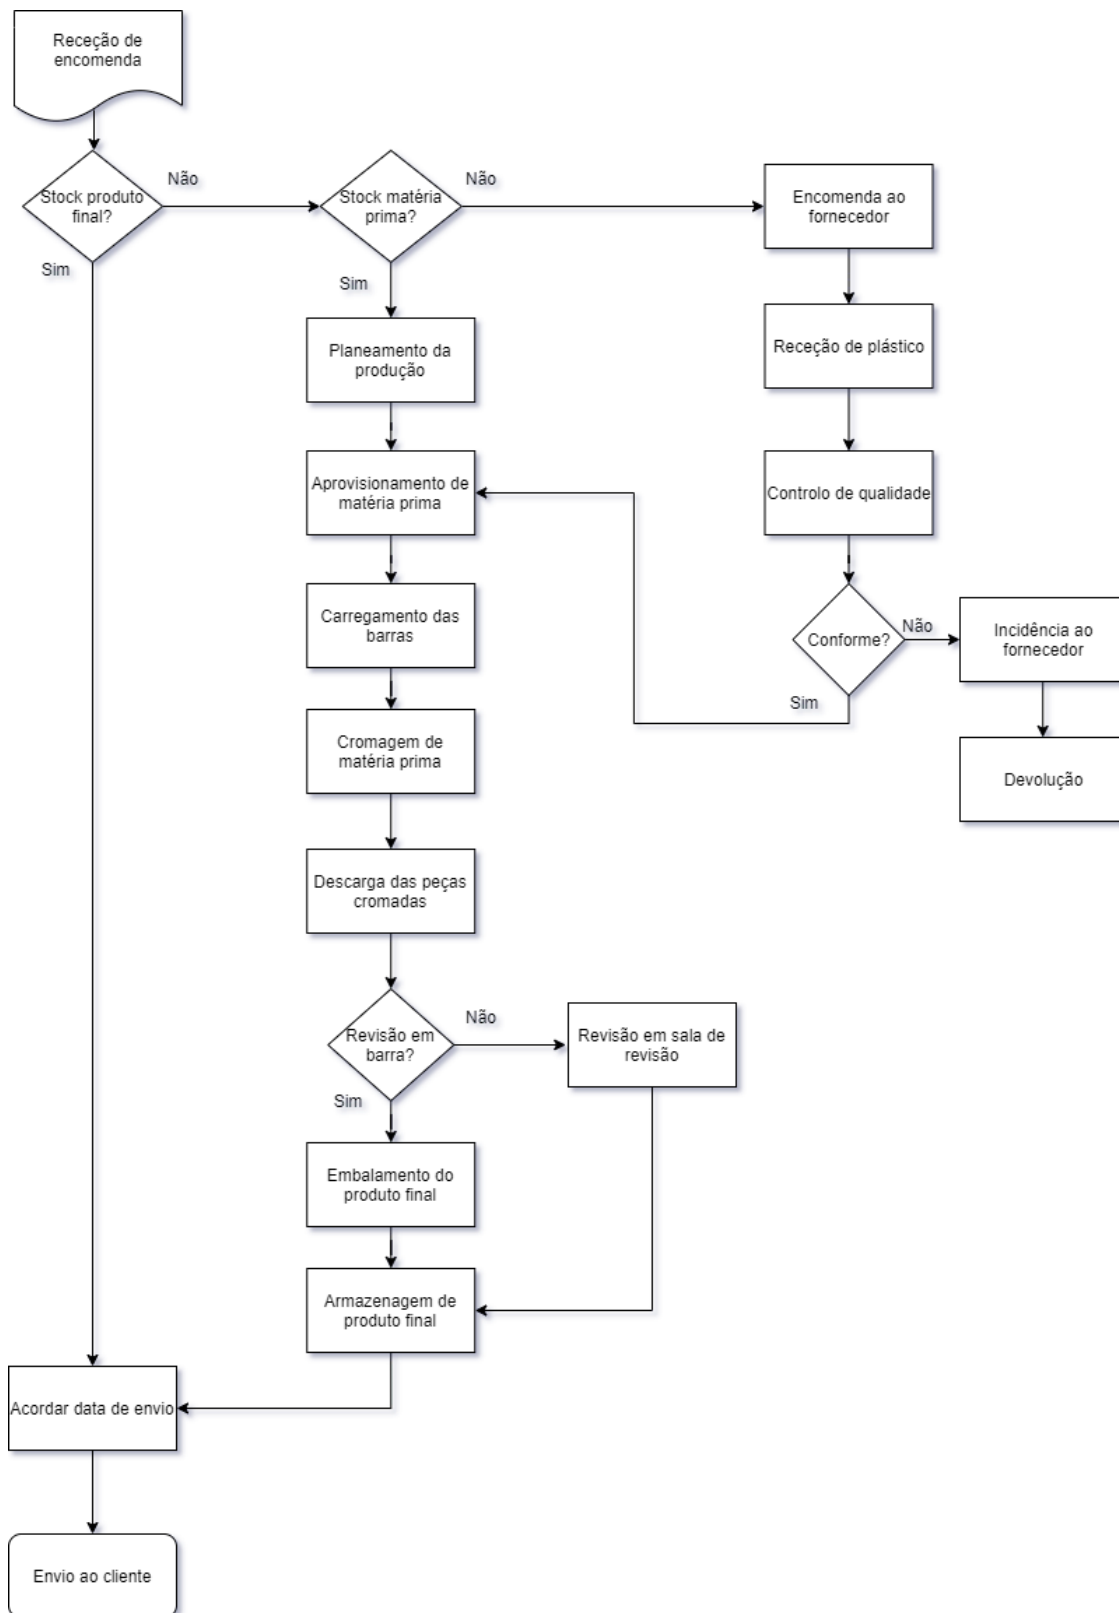 Receção de
encomenda
Stock produto
final?
Não
Sim
Stock matéria
prima?
Não
Sim
Encomenda ao
fornecedor
Planeamento da
produção
Receção de plástico
Aprovisionamento de
matéria prima
Controlo de qualidade
Carregamento das
barras
Conforme?
Não
Sim
Incidência ao
fornecedor
Devolução
Cromagem de
matéria prima
Descarga das peças
cromadas
Revisão em
barra?
Não
Sim
Revisão em sala de
revisão
Embalamento do
produto final
Armazenagem de
produto final
Acordar data de envio
Envio ao cliente